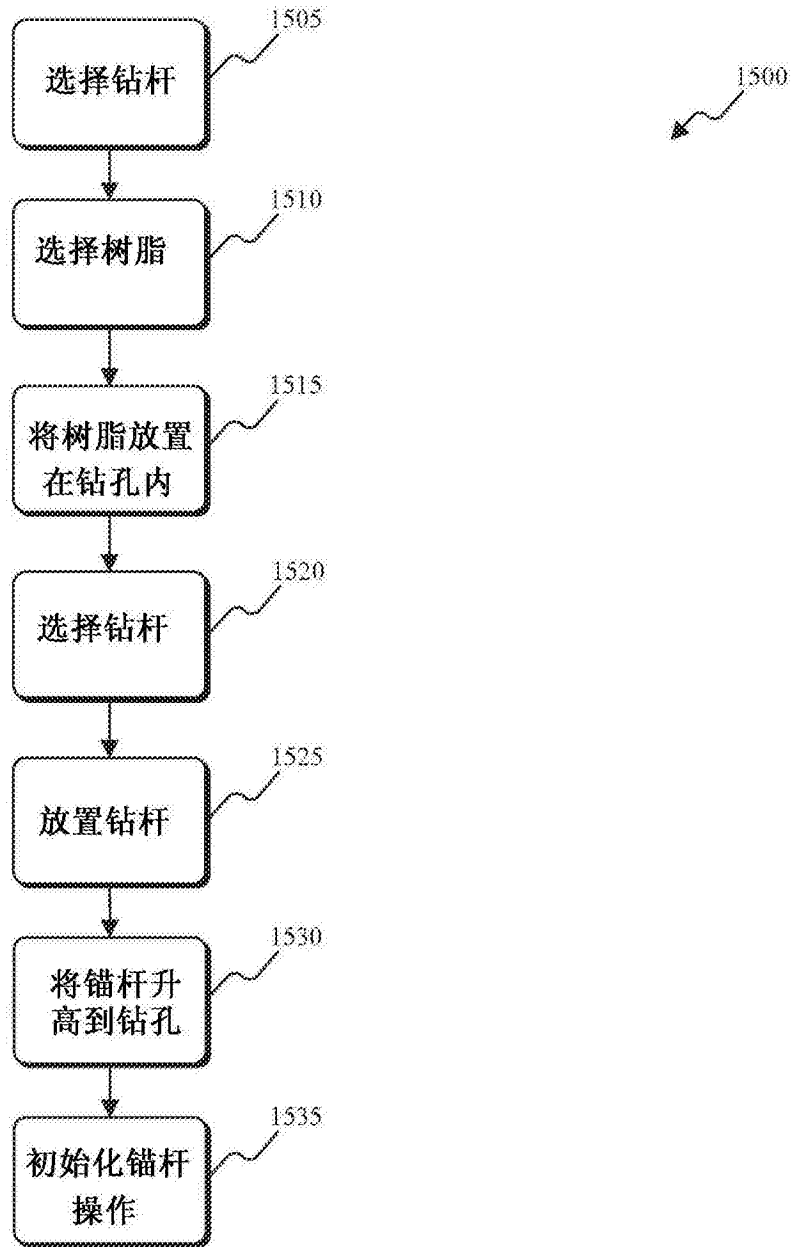 1505
选择钻杆
1500
1510
选择树脂
1515
将树脂放置
在钻孔内
1520
选择钻杆
1525
放置钻杆
1530
将锚杆升
高到钻孔
1535
初始化锚杆
操作